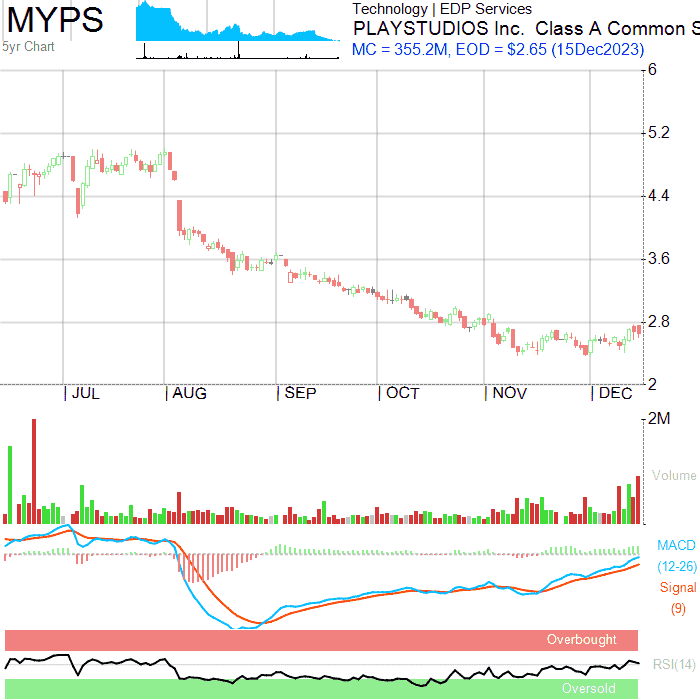 MYPS
5yr Chart
Technology | EDP Services
PLAYSTUDIOS Inc. Class A Common S
MC = 355.2M, EOD = $2.65 (15Dec2023)
6
5.2
4.4
3.6
2.8
2
JUL
AUG
SEP
OCT
NOV
DEC
2M
Volume
MACD
(12-26)
Signal
(9)
Overbought
RSI(14)
Oversold